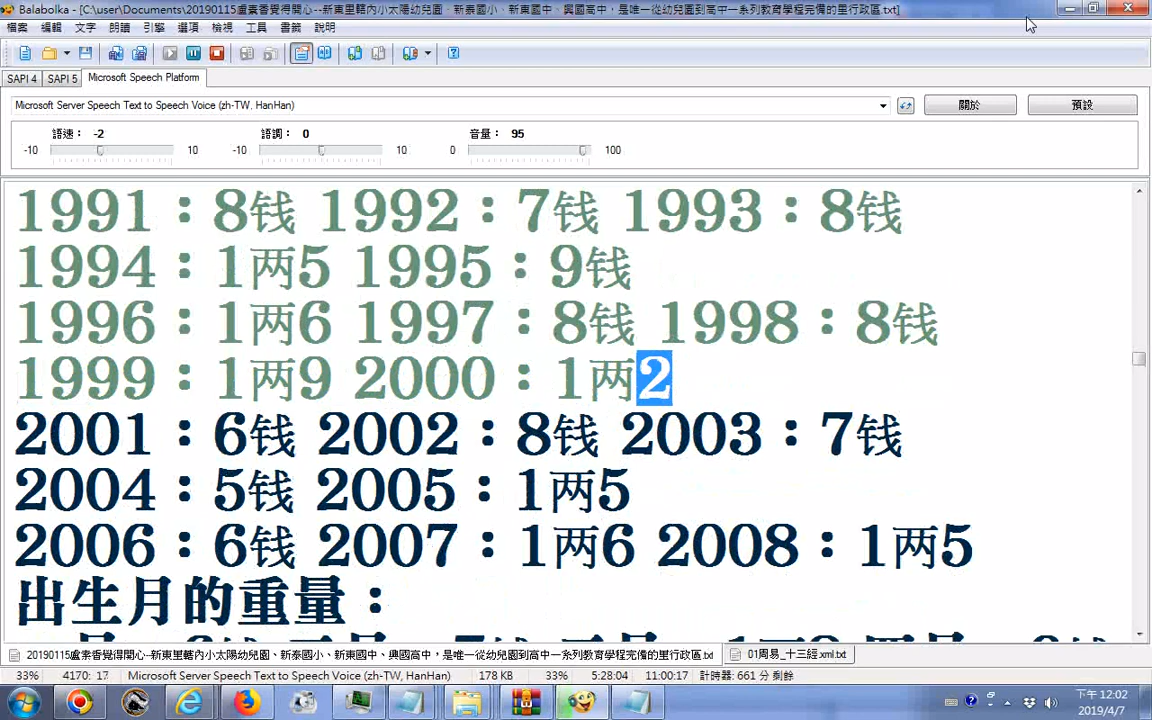 Balabolka - [C:\user\Documents\20190115盧素香覺得開心--新東里轄內小太陽幼兒園、新泰國小、新東國中、興國高中，是唯一從幼兒園到高中一系列教育學程完備的里行政區.txt]
檔案 編輯 文字 朗讀 引擎 選項 檢視 工具 書籤 說明
SAPI 4 SAPI 5 Microsoft Speech Platform
Microsoft Server Speech Text to Speech Voice (zh-TW, HanHan) 關於 預設
語速： -2 語調： 0 音量： 95
-10 10 -10 10 0 100
1991：8钱 1992：7钱 1993：8钱
1994：1两5 1995：9钱
1996：1两6 1997：8钱 1998：8钱
1999：1两9 2000：1两2
2001：6钱 2002：8钱 2003：7钱
2004：5钱 2005：1两5
2006：6钱 2007：1两6 2008：1两5
出生月的重量：
20190115盧素香覺得開心--新東里轄內小太陽幼兒園、新泰國小、新東國中、興國高中，是唯一從幼兒園到高中一系列教育學程完備的里行政區.txt 01周易_十三經.xml.txt
33% 4170: 17 Microsoft Server Speech Text to Speech Voice (zh-TW, HanHan) 178 KB 33% 5:28:04 11:00:17 計時器: 661 分 剩餘
下午 12:02
2019/4/7